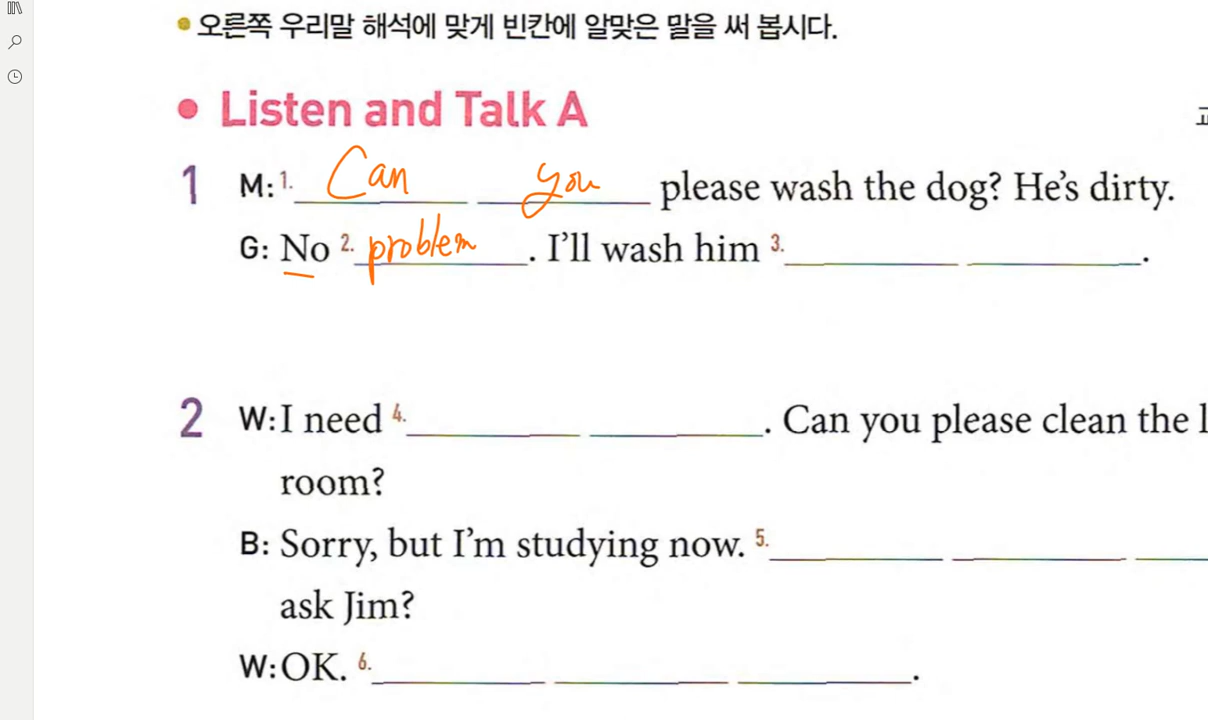 오른쪽 우리말 해석에 맞게 빈칸에 알맞은 말을 써 봅시다.
Listen and Talk A
1 M: 1. Can you please wash the dog? He's dirty.
G: No 2. problem. I'll wash him 3.
2 W: I need 4. . Can you please clean the
room?
B: Sorry, but I'm studying now. 5.
ask Jim?
W: OK. 6. .